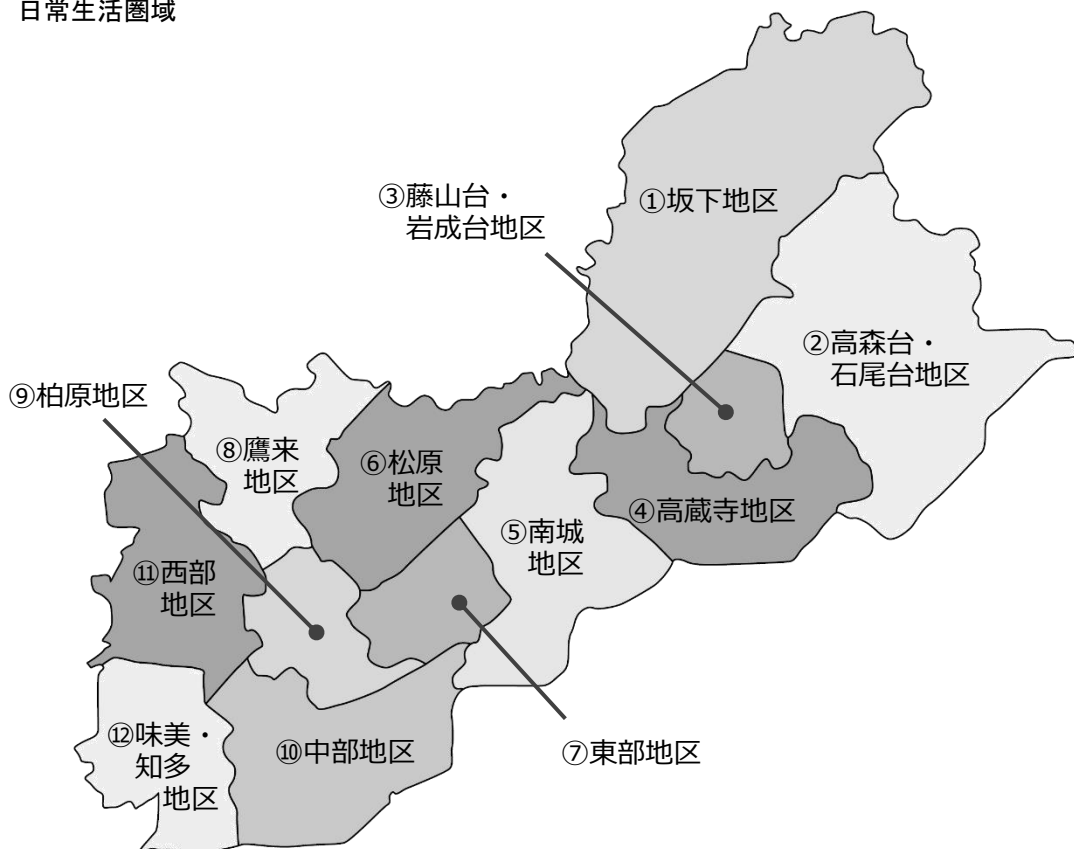 日常生活圏域
①坂下地区
②高森台・
石尾台地区
③藤山台・
岩成台地区
④高蔵寺地区
⑤南城
地区
⑥松原
地区
⑦東部地区
⑧鷹来
地区
⑨柏原地区
⑩中部地区
⑪西部
地区
⑫味美・
知多
地区